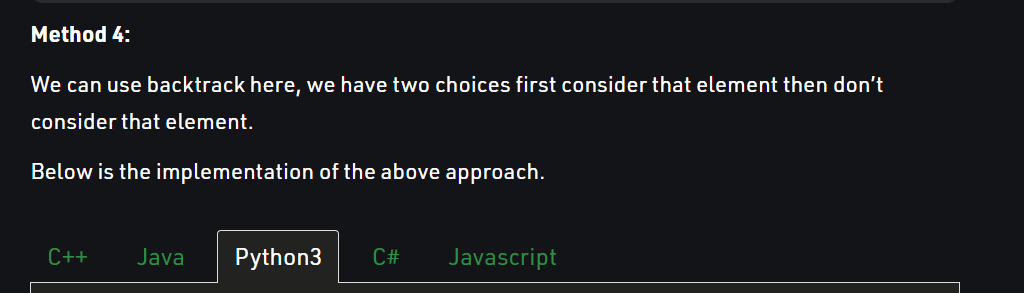 Method 4:
We can use backtrack here, we have two choices first consider that element then don’t
consider that element.
Below is the implementation of the above approach.
C++ Java Python3 C# Javascript